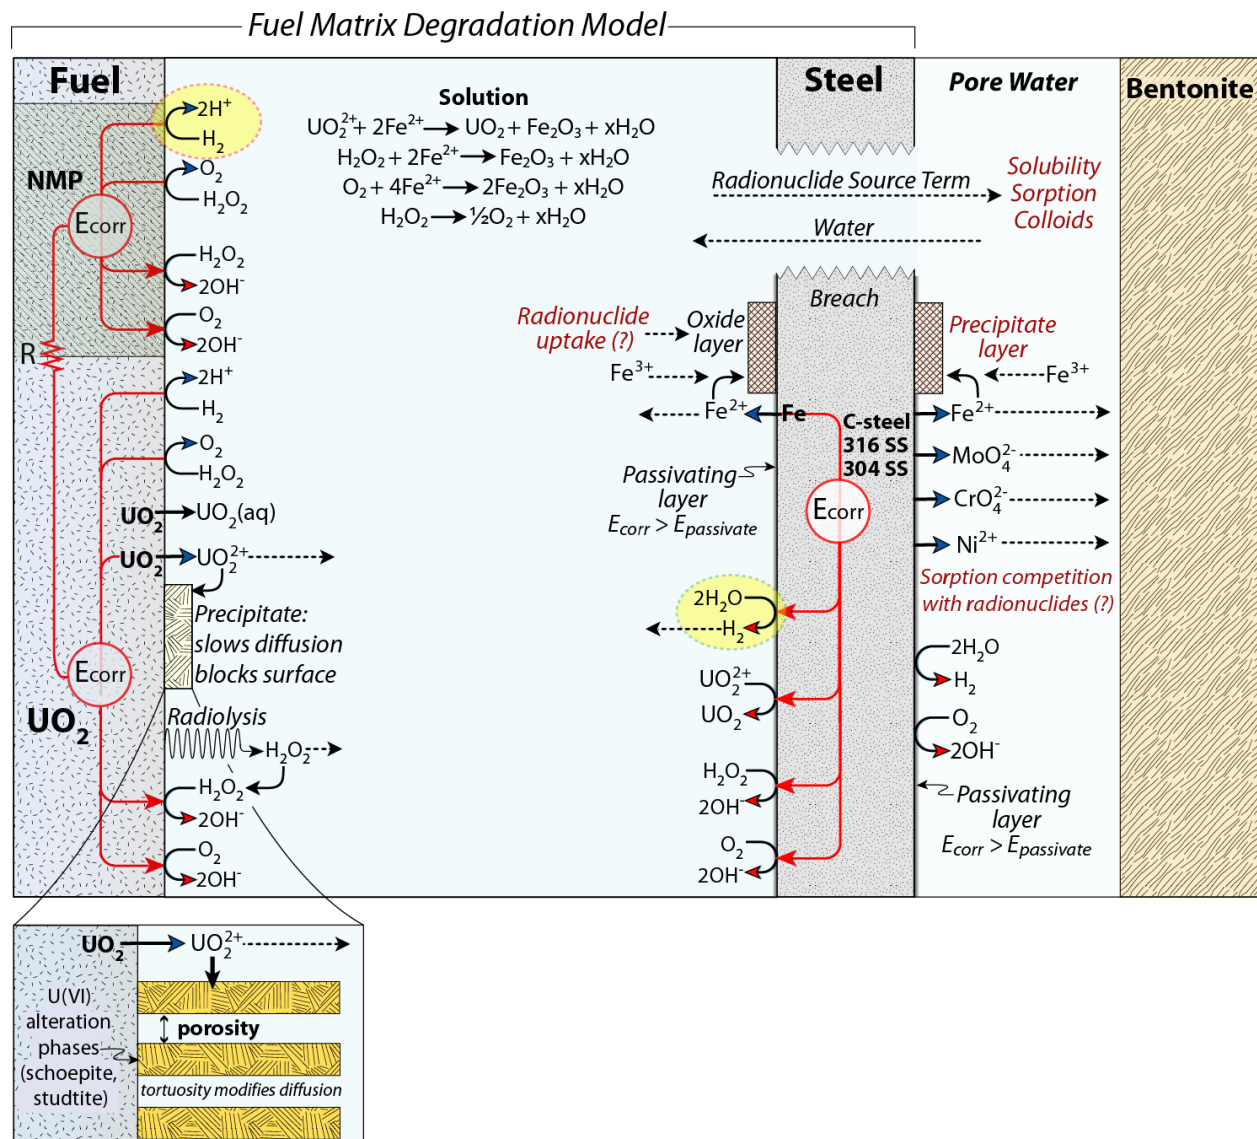 Fuel Matrix Degradation Model
Fuel
NMP
Ecorr
R
Ecorr
UO₂
2H⁺
H₂
O₂
H₂O₂
H₂O₂
2OH⁻
O₂
2OH⁻
2H⁺
H₂
O₂
H₂O₂
UO₂ UO₂(aq)
UO₂ UO₂²⁺
Precipitate:
slows diffusion
blocks surface
Radiolysis
H₂O₂
H₂O₂
2OH⁻
O₂
2OH⁻
Solution
UO₂²⁺+ 2Fe²⁺→ UO₂ + Fe₂O₃ + xH₂O
H₂O₂ + 2Fe²⁺→ Fe₂O₃ + xH₂O
O₂ + 4Fe²⁺→ 2Fe₂O₃ + xH₂O
H₂O₂→ ½O₂ + xH₂O
Radionuclide
uptake (?)
Oxide
layer
Fe³⁺
Fe²⁺
Passivating
layer
Ecorr > Epassivate
2H₂O
H₂
UO₂²⁺
UO₂
H₂O₂
2OH⁻
O₂
2OH⁻
Steel
Radionuclide Source Term
Water
Breach
Fe
C-steel
316 SS
304 SS
Ecorr
Pore Water
Solubility
Sorption
Colloids
Precipitate
layer
Fe³⁺
Fe²⁺
MoO₄²⁻
CrO₄²⁻
Ni²⁺
Sorption competition
with radionuclides (?)
2H₂O
H₂
O₂
2OH⁻
Passivating
layer
Ecorr > Epassivate
Bentonite
UO₂ UO₂²⁺
U(VI)
alteration
phases
(schoepite,
studtite)
porosity
tortuosity modifies diffusion